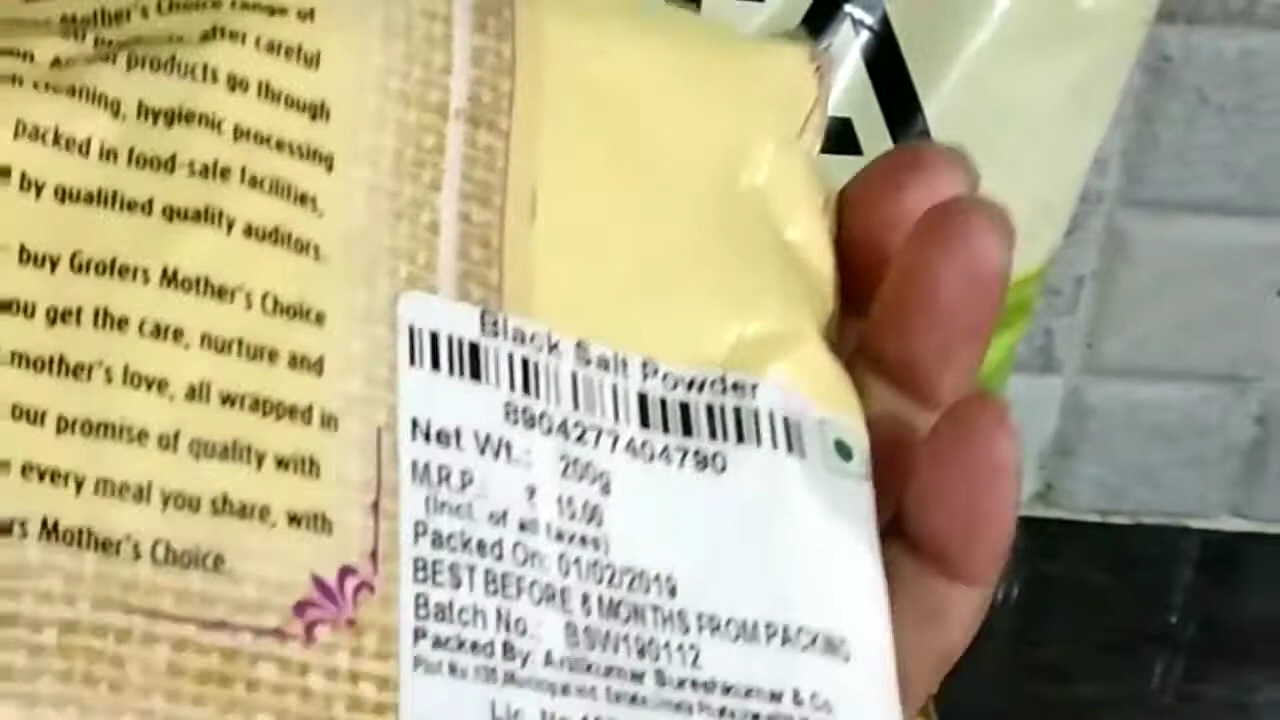 Mother's Choice range of
after careful
products go through
cleaning, hygienic processing
packed in food-safe facilities,
by qualified quality auditors.
buy Grofers Mother's Choice
you get the care, nurture and
mother's love, all wrapped in
our promise of quality with
every meal you share, with
Mother's Choice.
Black Salt Powder
8904277404790
Net Wt.: 200g
M.R.P. ₹ 15.00
(Incl. of all taxes)
Packed On: 01/02/2019
BEST BEFORE 6 MONTHS FROM PACKING
Batch No.: BSW190112
Packed By: Anilkumar Sureshkumar & Co
Plot No
Lic. No